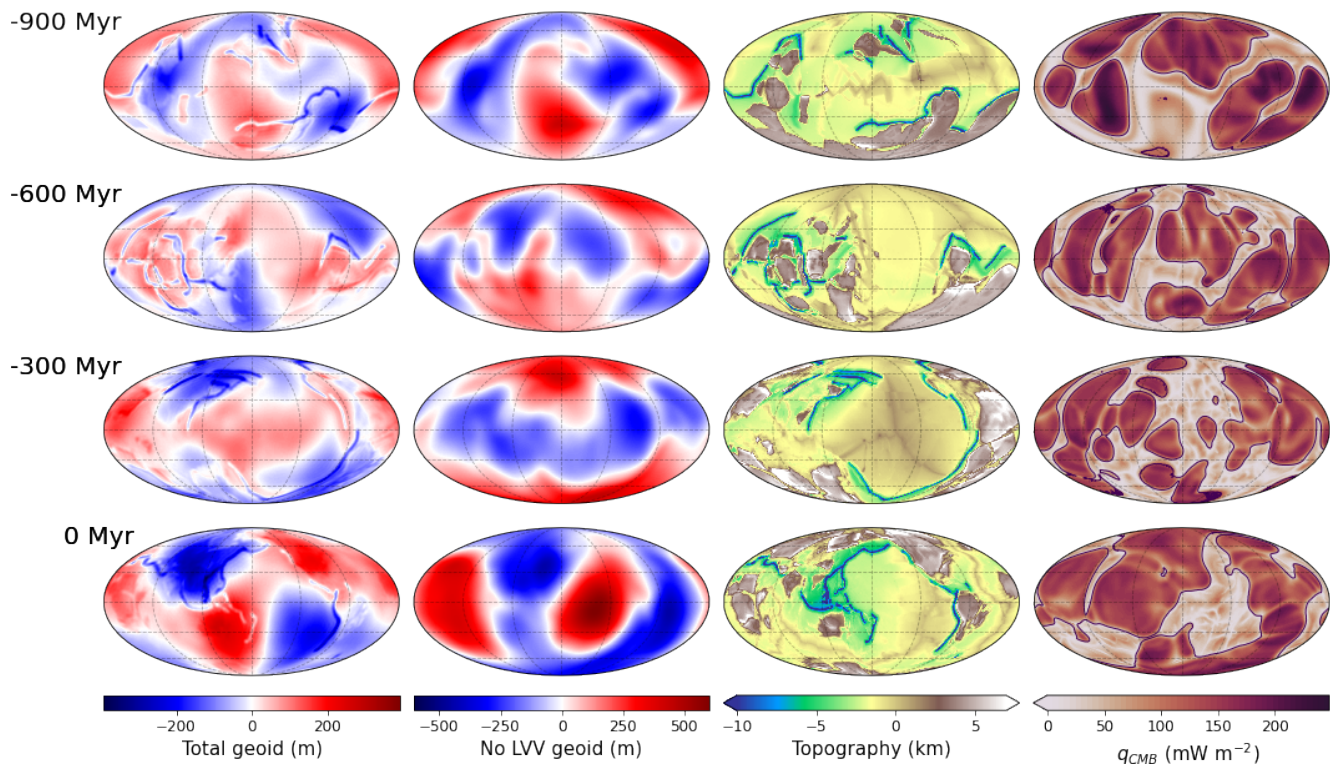 -900 Myr
-600 Myr
-300 Myr
0 Myr
−200 0 200
Total geoid (m)
−500 −250 0 250 500
No LVV geoid (m)
−10 −5 0 5
Topography (km)
0 50 100 150 200
q_CMB (mW m⁻²)